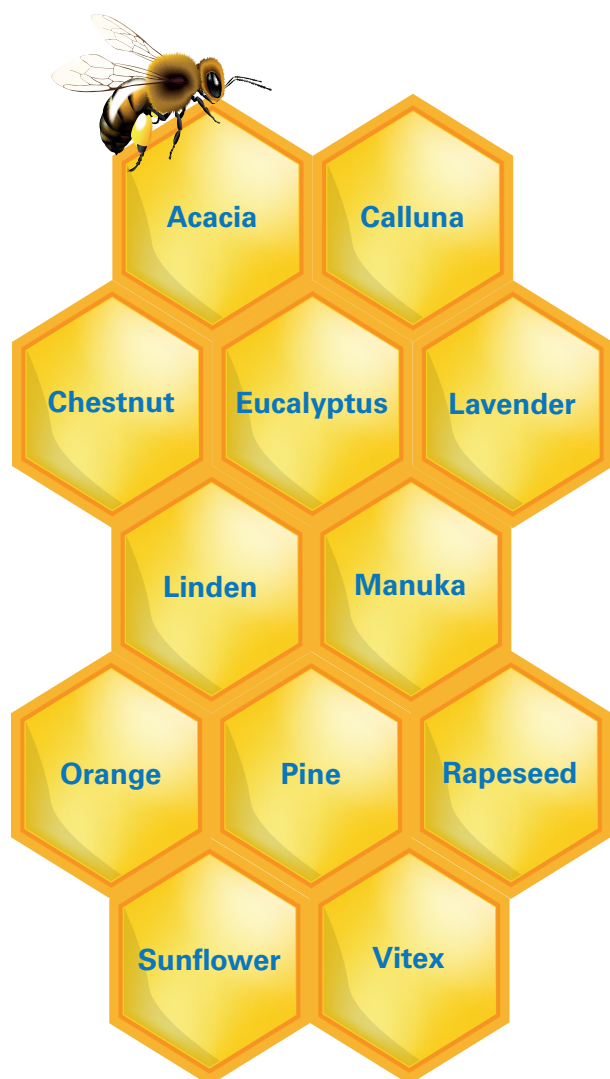 Acacia
Calluna
Chestnut
Eucalyptus
Lavender
Linden
Manuka
Orange
Pine
Rapeseed
Sunflower
Vitex